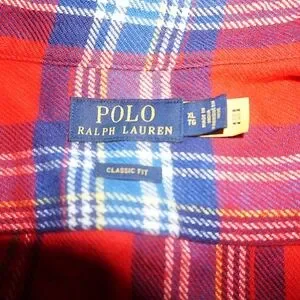 POLO
RALPH LAUREN
XL
TG
CLASSIC FIT